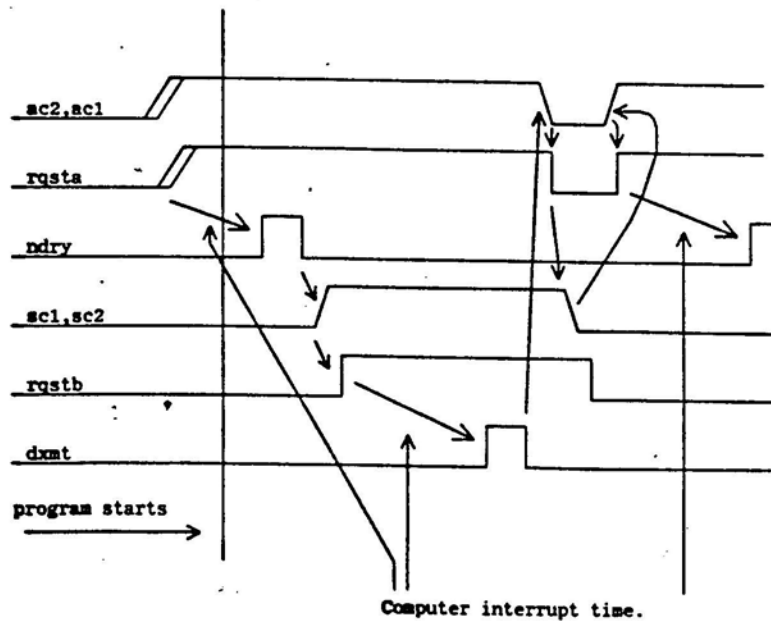 ac2,ac1
rqsta
ndry
sc1,sc2
rqstb
dxmt
program starts
Computer interrupt time.